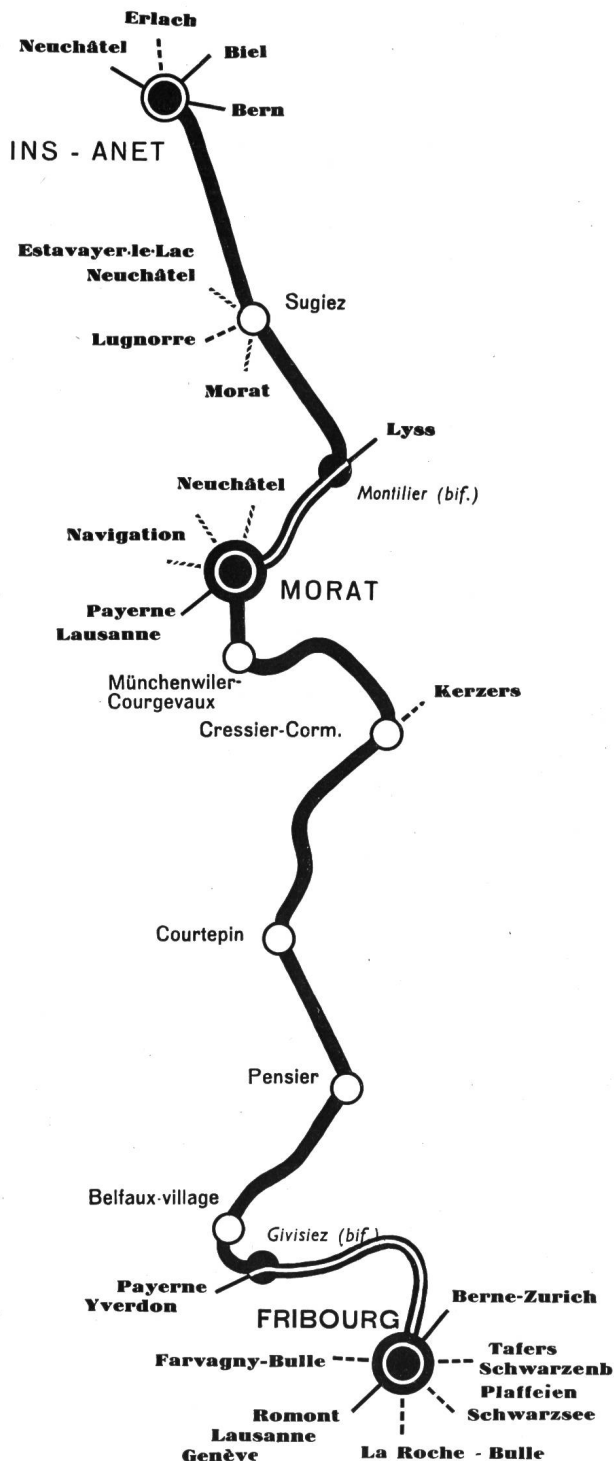 Erlach
Neuchâtel
Biel
Bern
INS - ANET
Estavayer-le-Lac
Neuchâtel
Sugiez
Lugnorre
Morat
Lyss
Montilier (bif.)
Neuchâtel
Navigation
MORAT
Payerne
Lausanne
Münchenwiler-
Courgevaux
Kerzers
Cressier-Corm.
Courtepin
Pensier
Belfaux-village
Givisiez (bif.)
Payerne
Yverdon
Berne-Zurich
FRIBOURG
Farvagny-Bulle
Tafers
Schwarzenb
Plaffeien
Schwarzsee
Romont
Lausanne
Genève
La Roche - Bulle